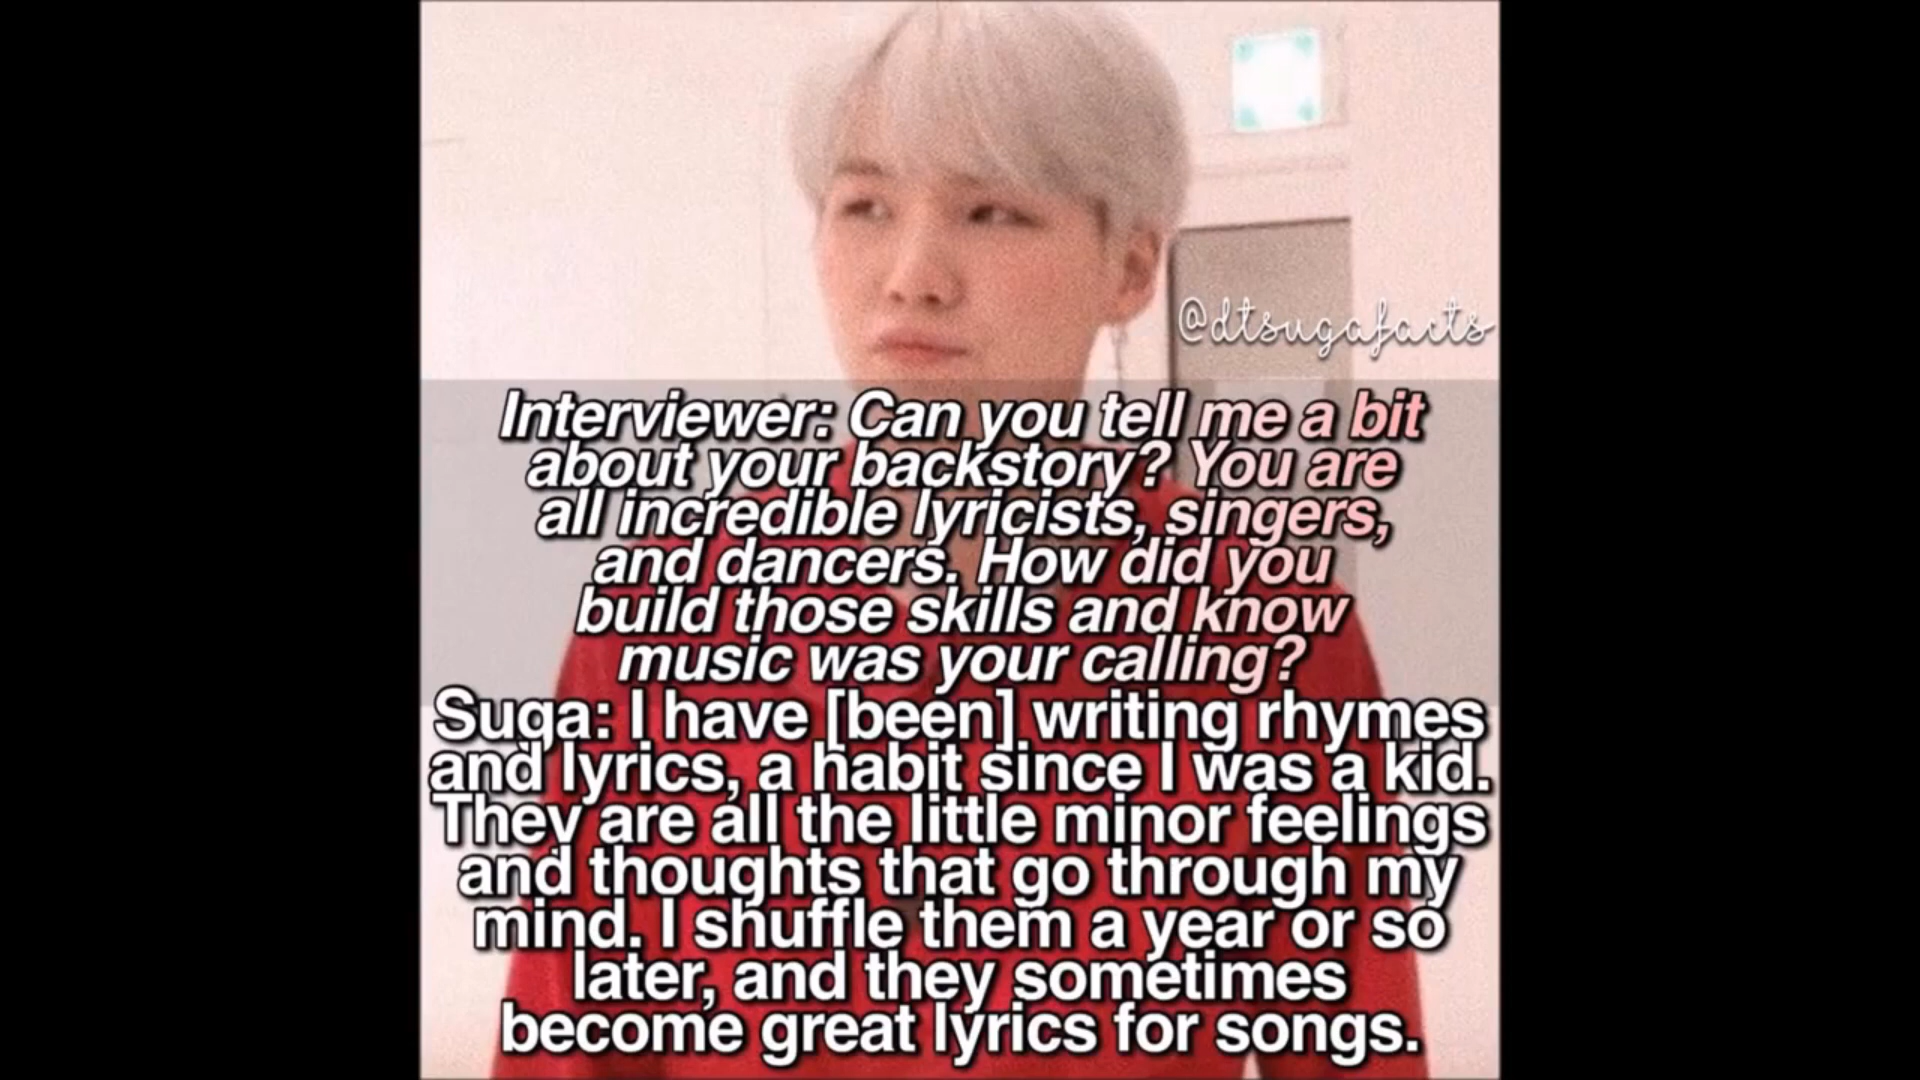 @dtsugafacts
Interviewer: Can you tell me a bit
about your backstory? You are
all incredible lyricists, singers,
and dancers. How did you
build those skills and know
music was your calling?
Suga: I have [been] writing rhymes
and lyrics, a habit since I was a kid.
They are all the little minor feelings
and thoughts that go through my
mind. I shuffle them a year or so
later, and they sometimes
become great lyrics for songs.